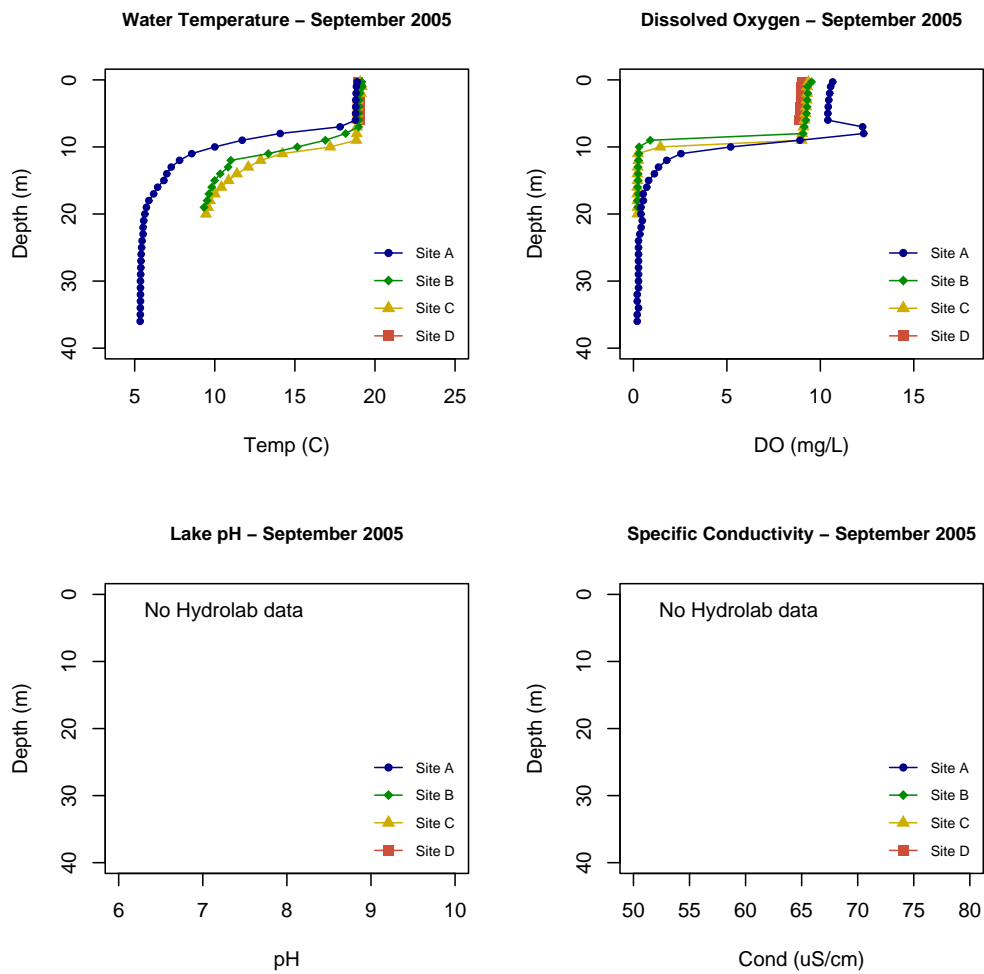 Water Temperature – September 2005
Depth (m)
0
10
20
30
40
Site A
Site B
Site C
Site D
5 10 15 20 25
Temp (C)
Dissolved Oxygen – September 2005
Depth (m)
0
10
20
30
40
Site A
Site B
Site C
Site D
0 5 10 15
DO (mg/L)
Lake pH – September 2005
Depth (m)
0
10
20
30
40
No Hydrolab data
Site A
Site B
Site C
Site D
6 7 8 9 10
pH
Specific Conductivity – September 2005
Depth (m)
0
10
20
30
40
No Hydrolab data
Site A
Site B
Site C
Site D
50 55 60 65 70 75 80
Cond (uS/cm)